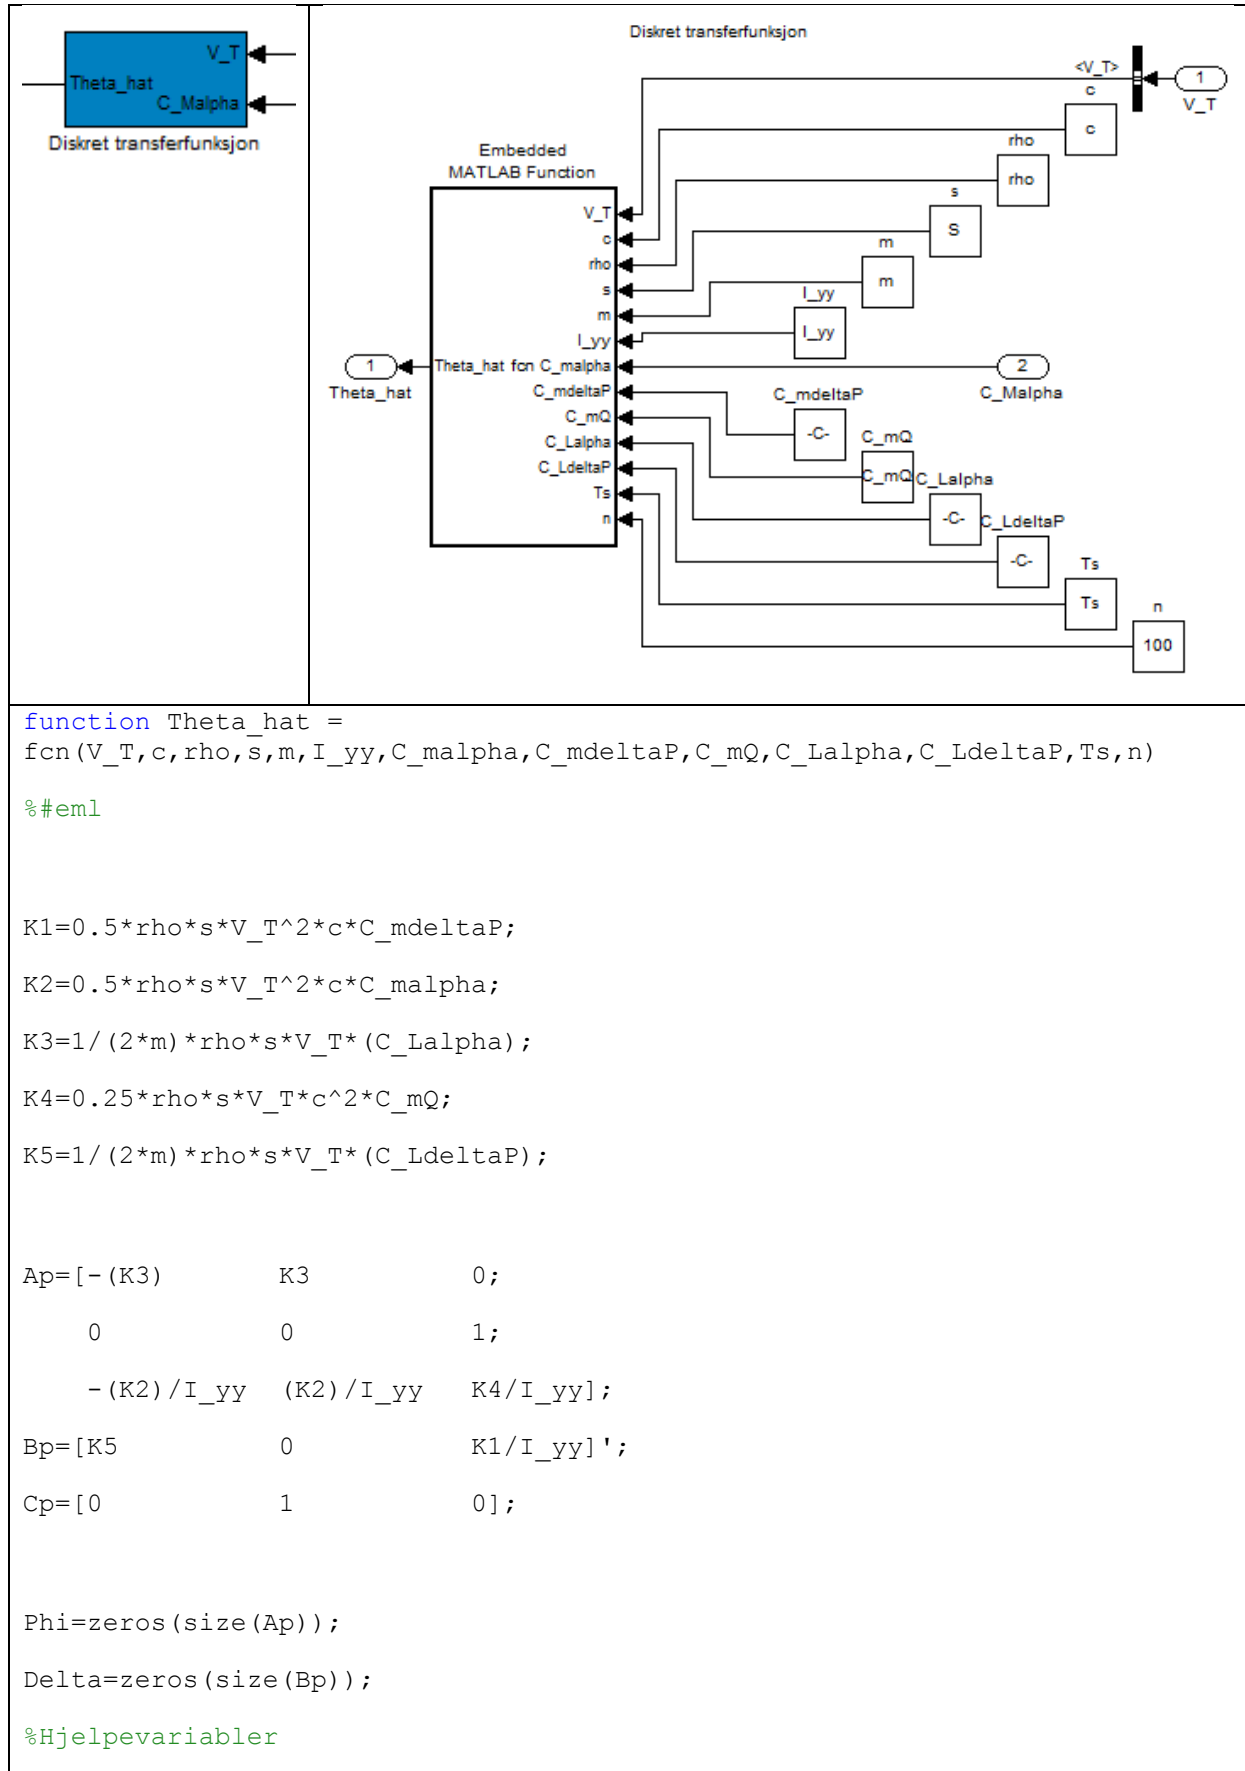 V_T
Theta_hat
C_Malpha
Diskret transferfunksjon
Diskret transferfunksjon
<V_T>
1
V_T
c
c
rho
rho
s
S
m
m
I_yy
I_yy
Embedded
MATLAB Function
V_T
c
rho
s
m
I_yy
Theta_hat fcn C_malpha
C_mdeltaP
C_mQ
C_Lalpha
C_LdeltaP
Ts
n
1
Theta_hat
2
C_Malpha
C_mdeltaP
-C-
C_mQ
C_mQ
C_Lalpha
-C-
C_LdeltaP
-C-
Ts
Ts
n
100
function Theta_hat =
fcn(V_T,c,rho,s,m,I_yy,C_malpha,C_mdeltaP,C_mQ,C_Lalpha,C_LdeltaP,Ts,n)
%#eml
K1=0.5*rho*s*V_T^2*c*C_mdeltaP;
K2=0.5*rho*s*V_T^2*c*C_malpha;
K3=1/(2*m)*rho*s*V_T*(C_Lalpha);
K4=0.25*rho*s*V_T*c^2*C_mQ;
K5=1/(2*m)*rho*s*V_T*(C_LdeltaP);
Ap=[-(K3) K3 0;
0 0 1;
-(K2)/I_yy (K2)/I_yy K4/I_yy];
Bp=[K5 0 K1/I_yy]';
Cp=[0 1 0];
Phi=zeros(size(Ap));
Delta=zeros(size(Bp));
%Hjelpevariabler